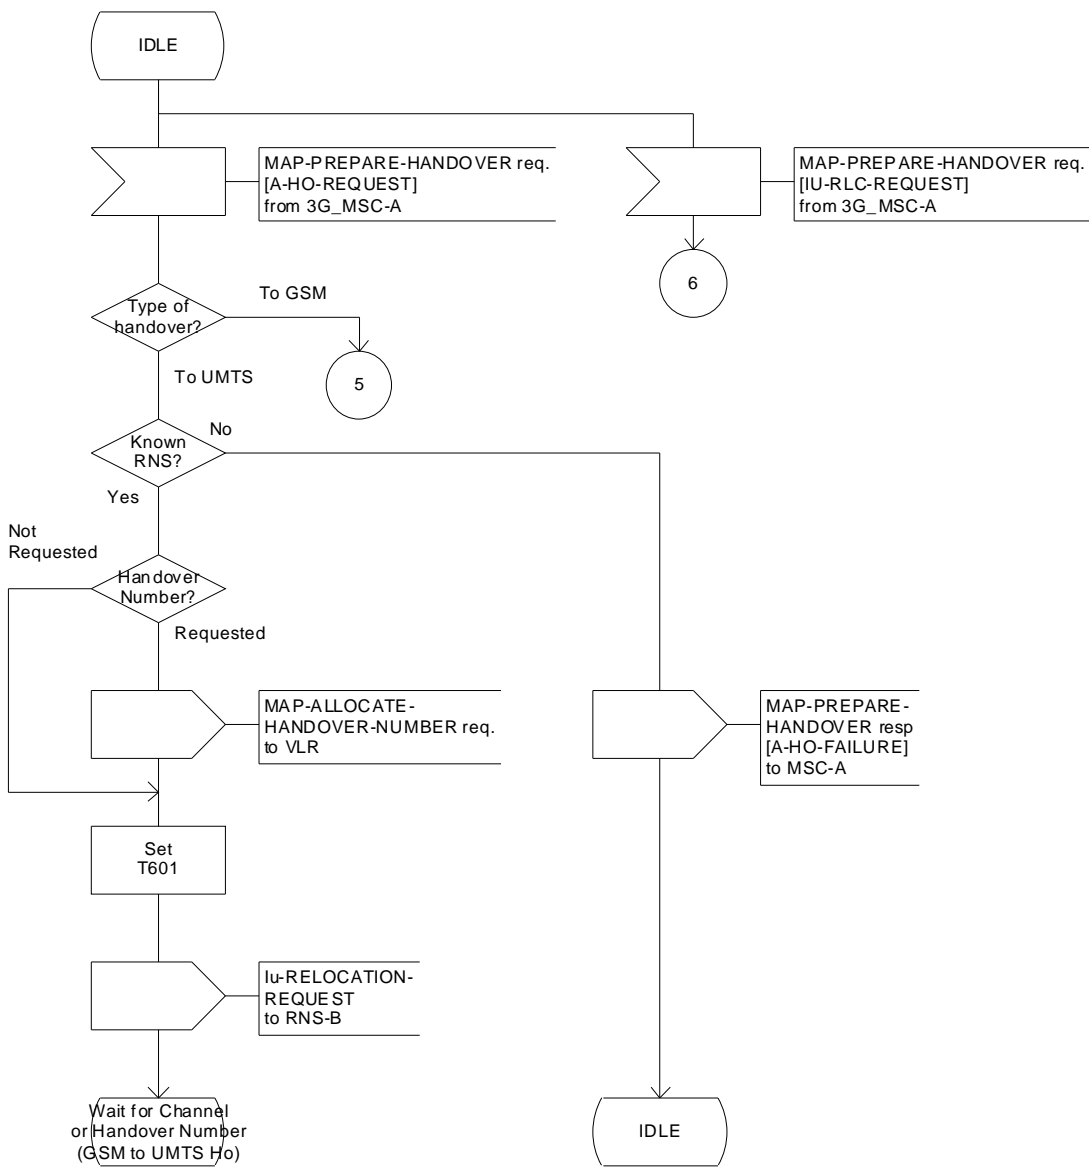 IDLE
MAP-PREPARE-HANDOVER req.
[A-HO-REQUEST]
from 3G_MSC-A
MAP-PREPARE-HANDOVER req.
[IU-RLC-REQUEST]
from 3G_MSC-A
6
Type of
handover?
To GSM
5
To UMTS
Known
RNS?
No
Yes
Not
Requested
Handover
Number?
Requested
MAP-ALLOCATE-
HANDOVER-NUMBER req.
to VLR
MAP-PREPARE-
HANDOVER resp
[A-HO-FAILURE]
to MSC-A
Set
T601
Iu-RELOCATION-
REQUEST
to RNS-B
Wait for Channel
or Handover Number
(GSM to UMTS Ho)
IDLE